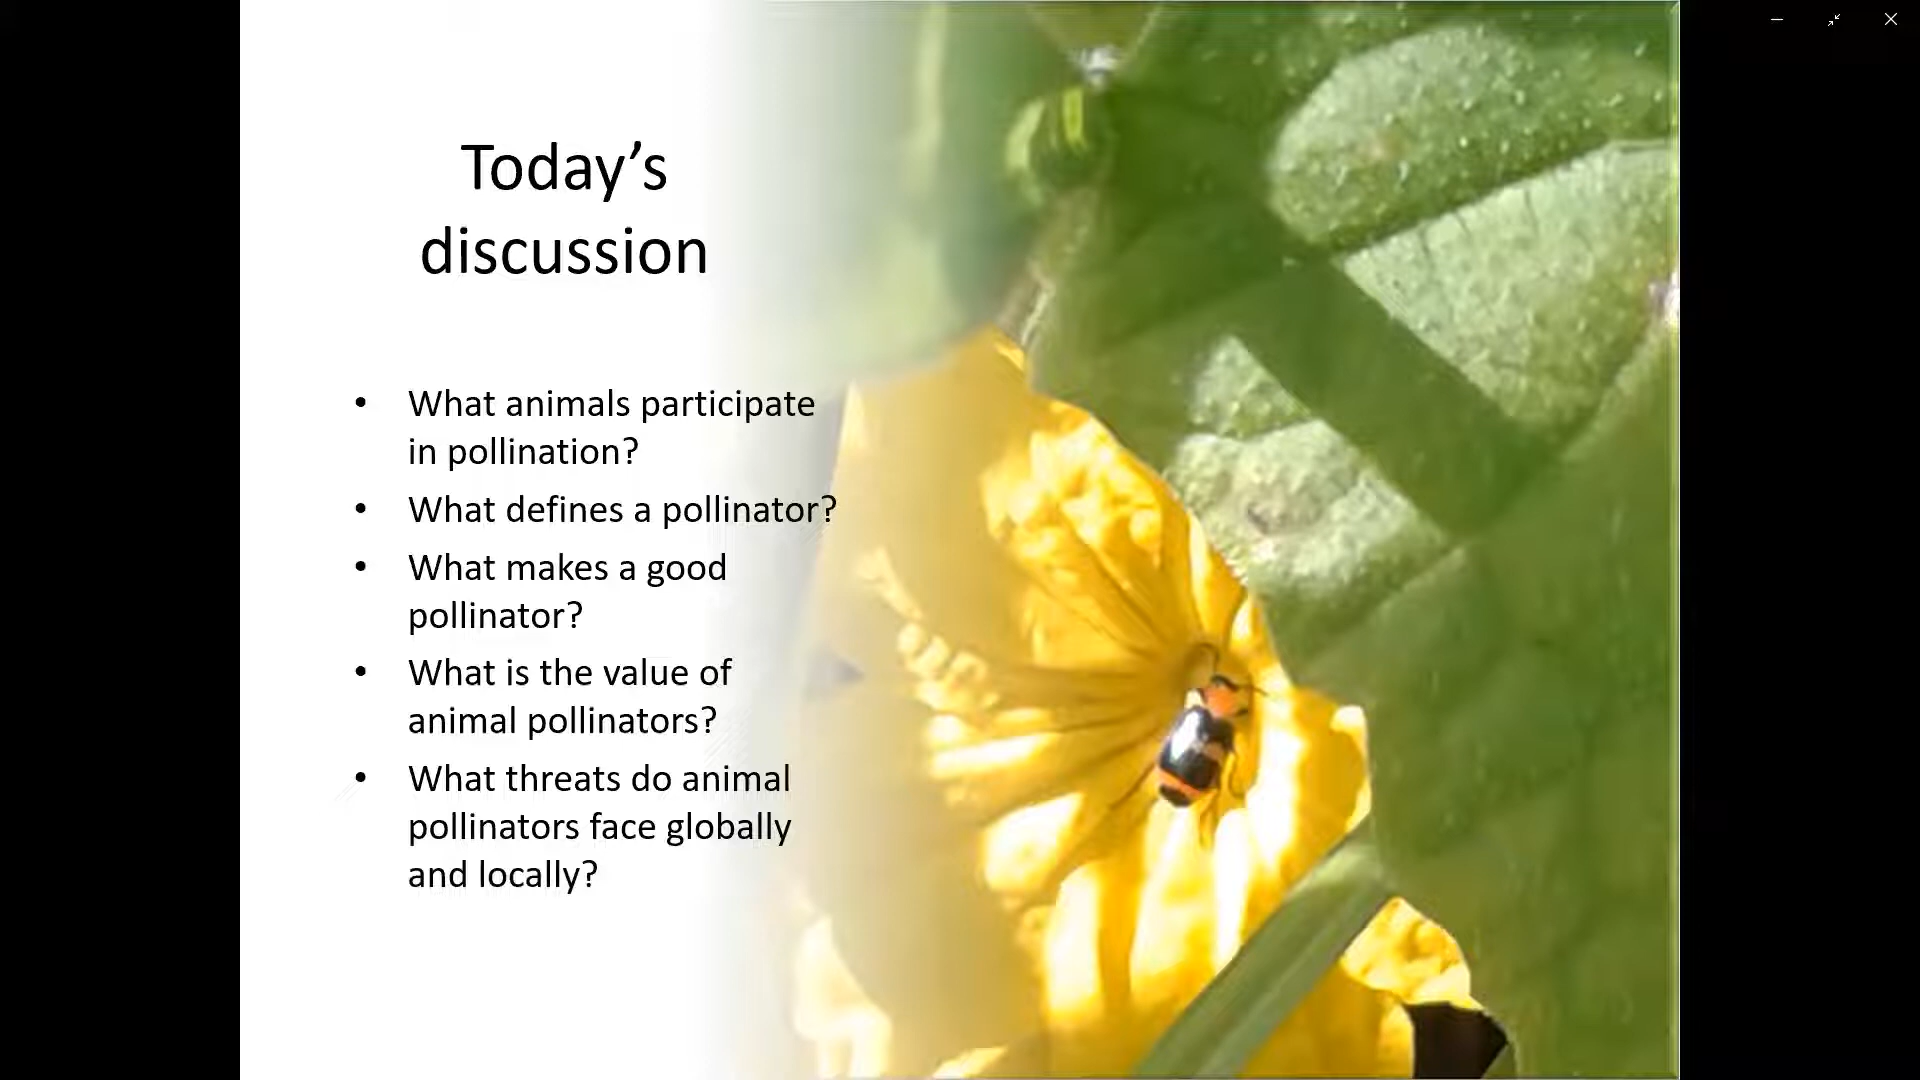 Today’s
discussion
• What animals participate
in pollination?
• What defines a pollinator?
• What makes a good
pollinator?
• What is the value of
animal pollinators?
• What threats do animal
pollinators face globally
and locally?